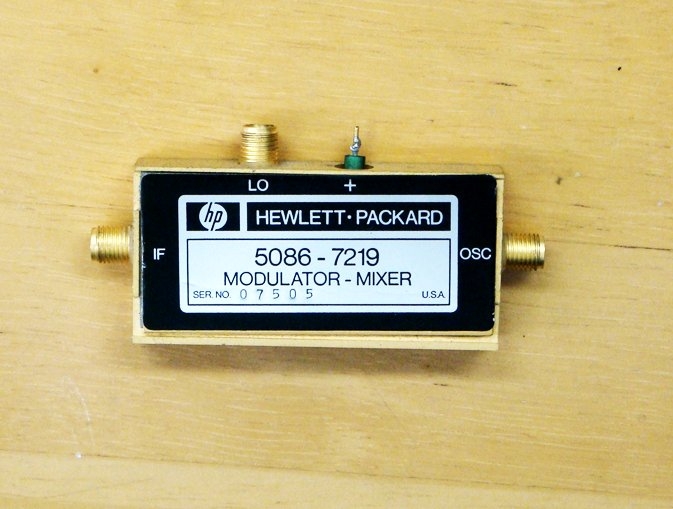 LO +
hp HEWLETT·PACKARD
IF OSC
5086-7219
MODULATOR-MIXER
SER. NO. 07505 U.S.A.